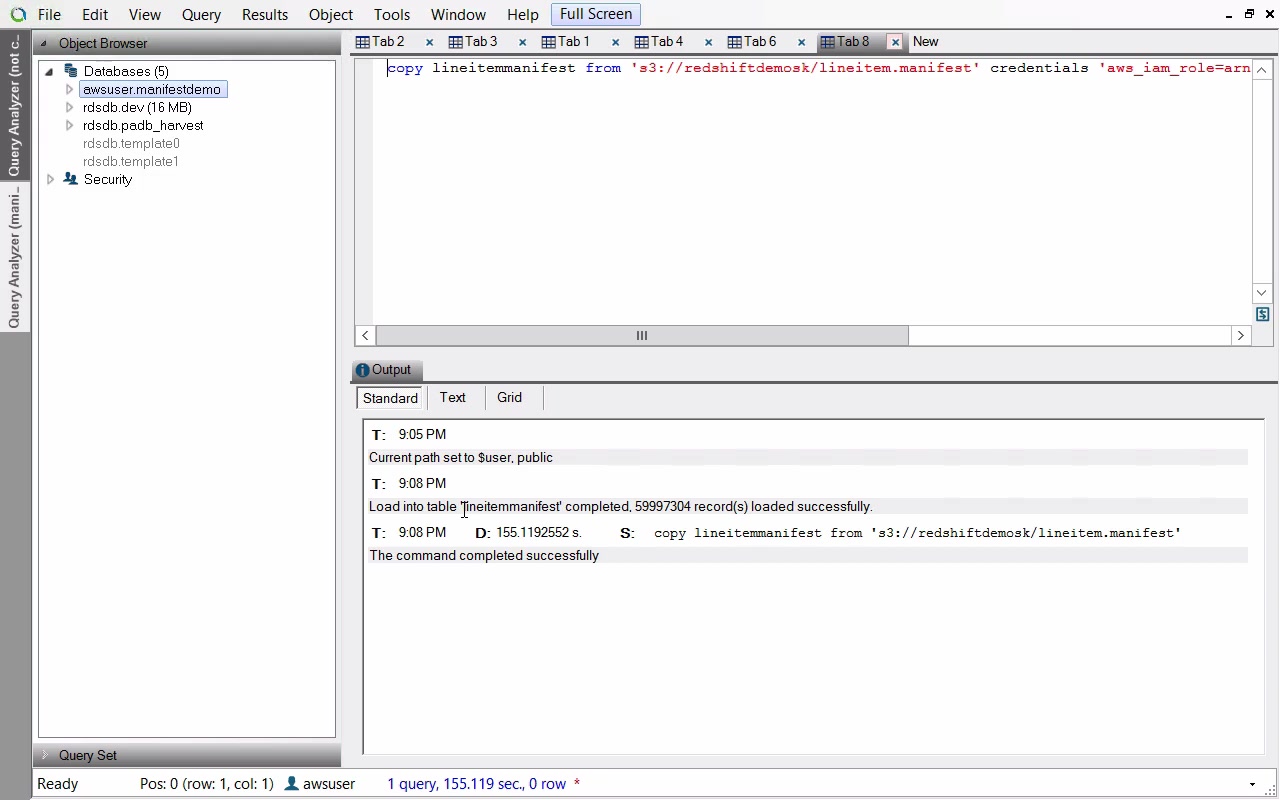 File Edit View Query Results Object Tools Window Help Full Screen
Query Analyzer (not c...
Query Analyzer (mani...
Object Browser
Databases (5)
awsuser.manifestdemo
rdsdb.dev (16 MB)
rdsdb.padb_harvest
rdsdb.template0
rdsdb.template1
Security
Query Set
Tab 2 Tab 3 Tab 1 Tab 4 Tab 6 Tab 8 New
copy lineitemmanifest from 's3://redshiftdemosk/lineitem.manifest' credentials 'aws_iam_role=arn
Output
Standard Text Grid
T: 9:05 PM
Current path set to $user, public
T: 9:08 PM
Load into table 'lineitemmanifest' completed, 59997304 record(s) loaded successfully.
T: 9:08 PM D: 155.1192552 s. S: copy lineitemmanifest from 's3://redshiftdemosk/lineitem.manifest'
The command completed successfully
Ready Pos: 0 (row: 1, col: 1) awsuser 1 query, 155.119 sec., 0 row *